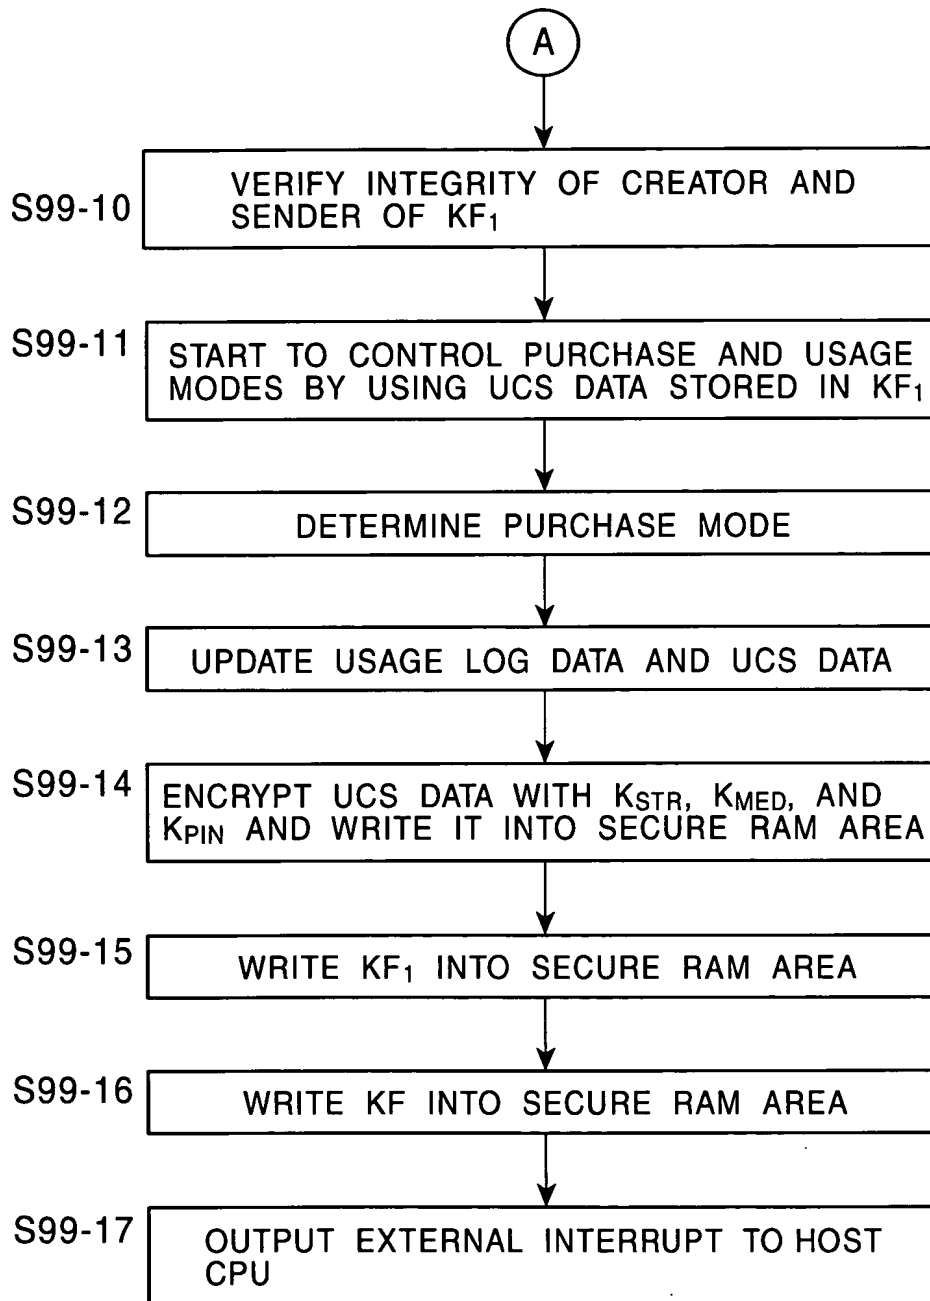 A
S99-10
VERIFY INTEGRITY OF CREATOR AND
SENDER OF KF₁
S99-11
START TO CONTROL PURCHASE AND USAGE
MODES BY USING UCS DATA STORED IN KF₁
S99-12
DETERMINE PURCHASE MODE
S99-13
UPDATE USAGE LOG DATA AND UCS DATA
S99-14
ENCRYPT UCS DATA WITH KSTR, KMED, AND
KPIN AND WRITE IT INTO SECURE RAM AREA
S99-15
WRITE KF₁ INTO SECURE RAM AREA
S99-16
WRITE KF INTO SECURE RAM AREA
S99-17
OUTPUT EXTERNAL INTERRUPT TO HOST
CPU